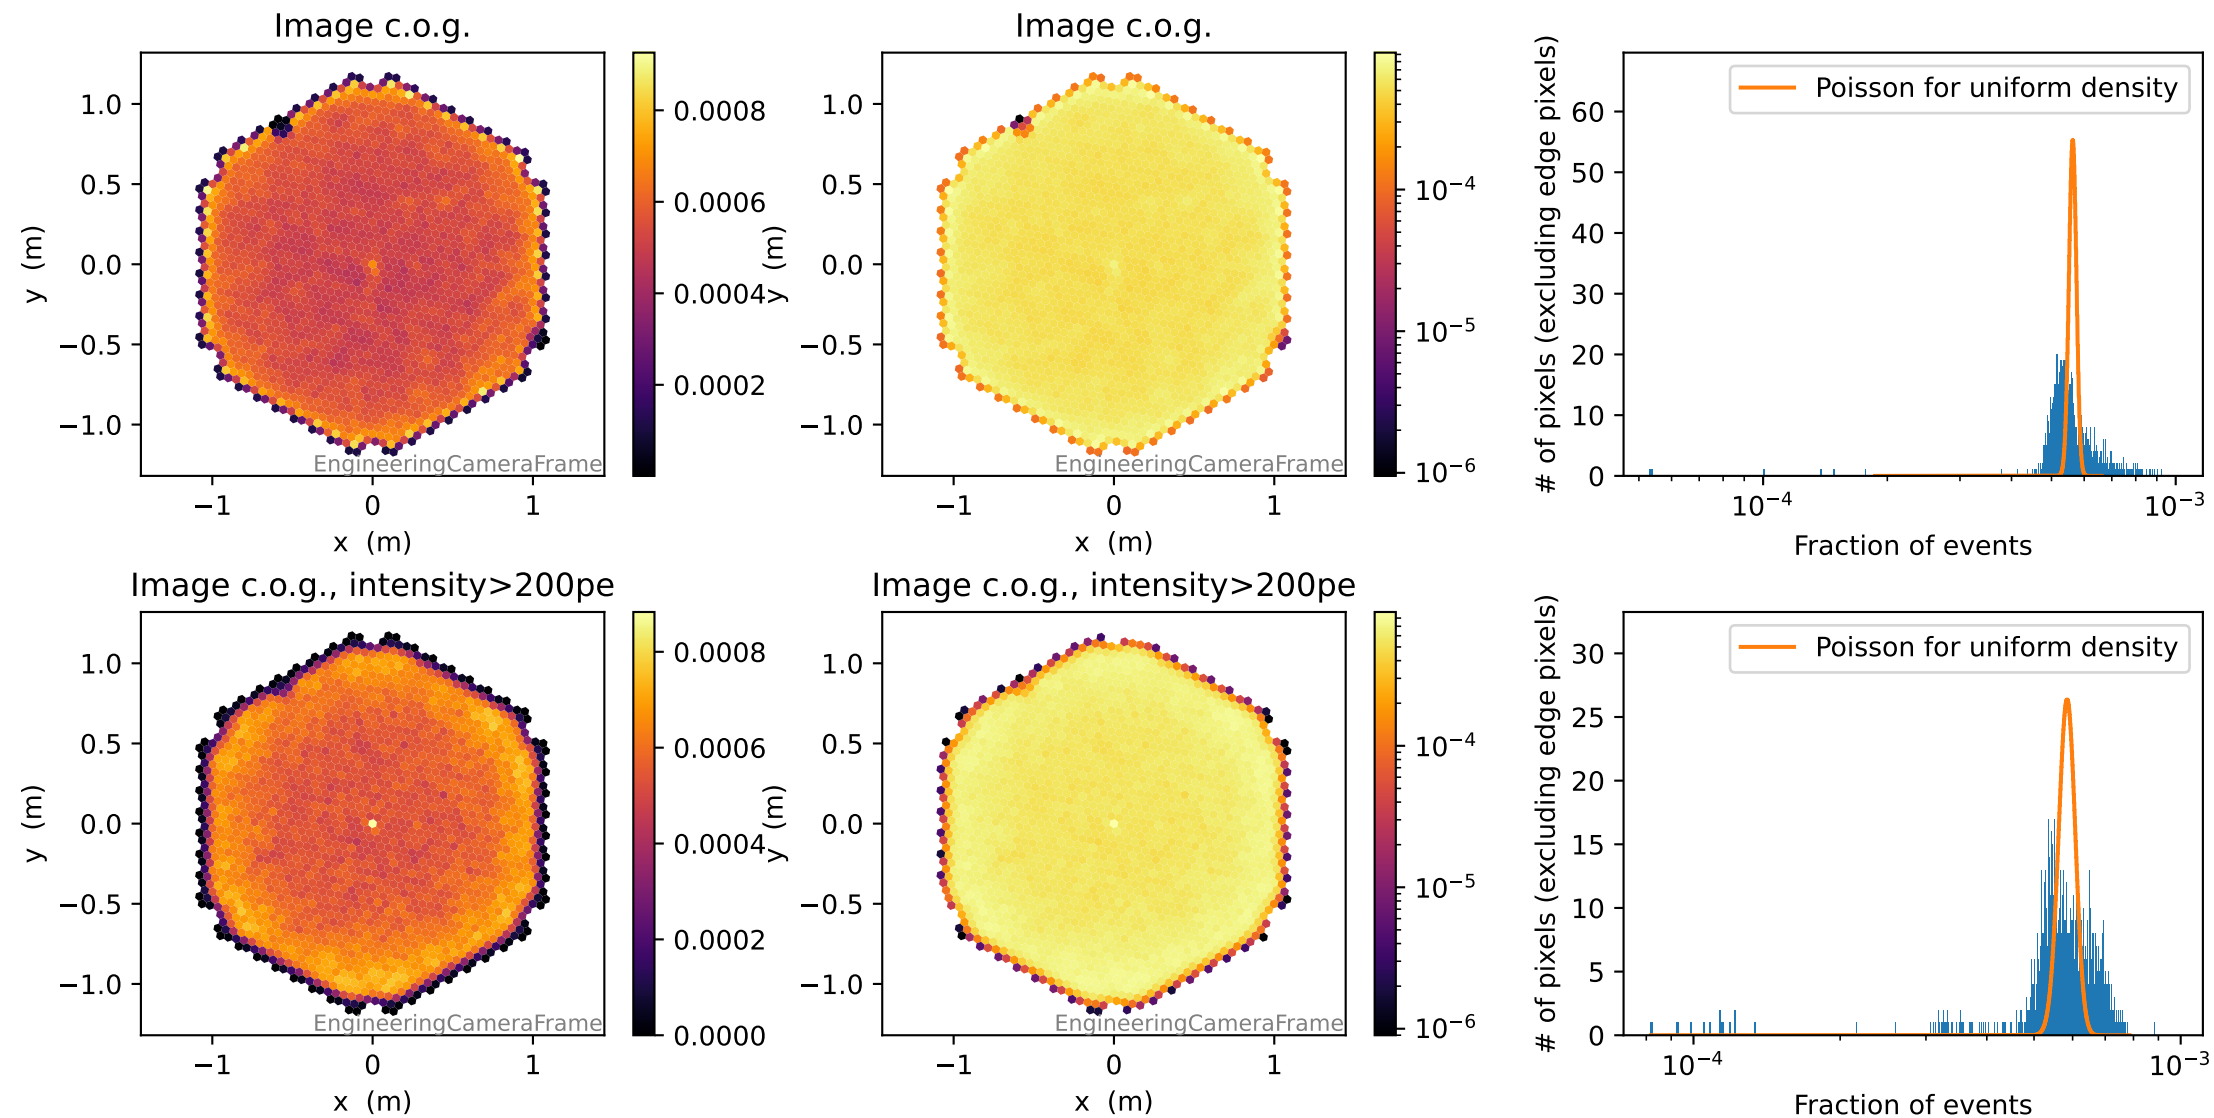 Image c.o.g.
1.0
0.5
0.0
−0.5
−1.0
y (m)
−1
0
1
x (m)
EngineeringCameraFrame
0.0008
0.0006
0.0004
0.0002
Image c.o.g.
1.0
0.5
0.0
−0.5
−1.0
y (m)
−1
0
1
x (m)
EngineeringCameraFrame
10⁻⁴
10⁻⁵
10⁻⁶
# of pixels (excluding edge pixels)
60
50
40
30
20
10
0
Poisson for uniform density
10⁻⁴
10⁻³
Fraction of events
Image c.o.g., intensity>200pe
1.0
0.5
0.0
−0.5
−1.0
y (m)
−1
0
1
x (m)
EngineeringCameraFrame
0.0008
0.0006
0.0004
0.0002
0.0000
Image c.o.g., intensity>200pe
1.0
0.5
0.0
−0.5
−1.0
y (m)
−1
0
1
x (m)
EngineeringCameraFrame
10⁻⁴
10⁻⁵
10⁻⁶
# of pixels (excluding edge pixels)
30
25
20
15
10
5
0
Poisson for uniform density
10⁻⁴
10⁻³
Fraction of events